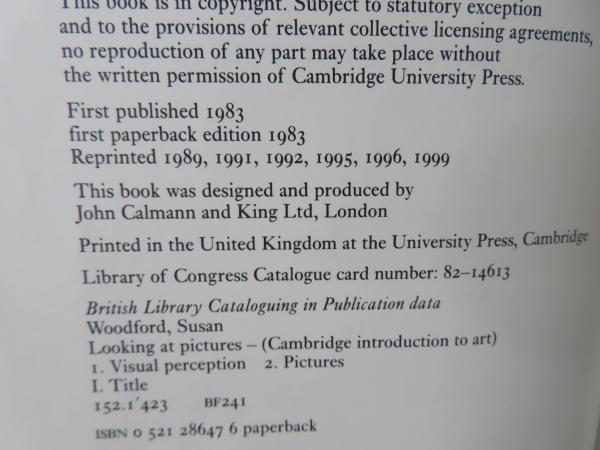 This book is in copyright. Subject to statutory exception
and to the provisions of relevant collective licensing agreements,
no reproduction of any part may take place without
the written permission of Cambridge University Press.
First published 1983
first paperback edition 1983
Reprinted 1989, 1991, 1992, 1995, 1996, 1999
This book was designed and produced by
John Calmann and King Ltd, London
Printed in the United Kingdom at the University Press, Cambridge
Library of Congress Catalogue card number: 82–14613
British Library Cataloguing in Publication data
Woodford, Susan
Looking at pictures – (Cambridge introduction to art)
1. Visual perception 2. Pictures
I. Title
152.1'423 BF241
ISBN 0 521 28647 6 paperback